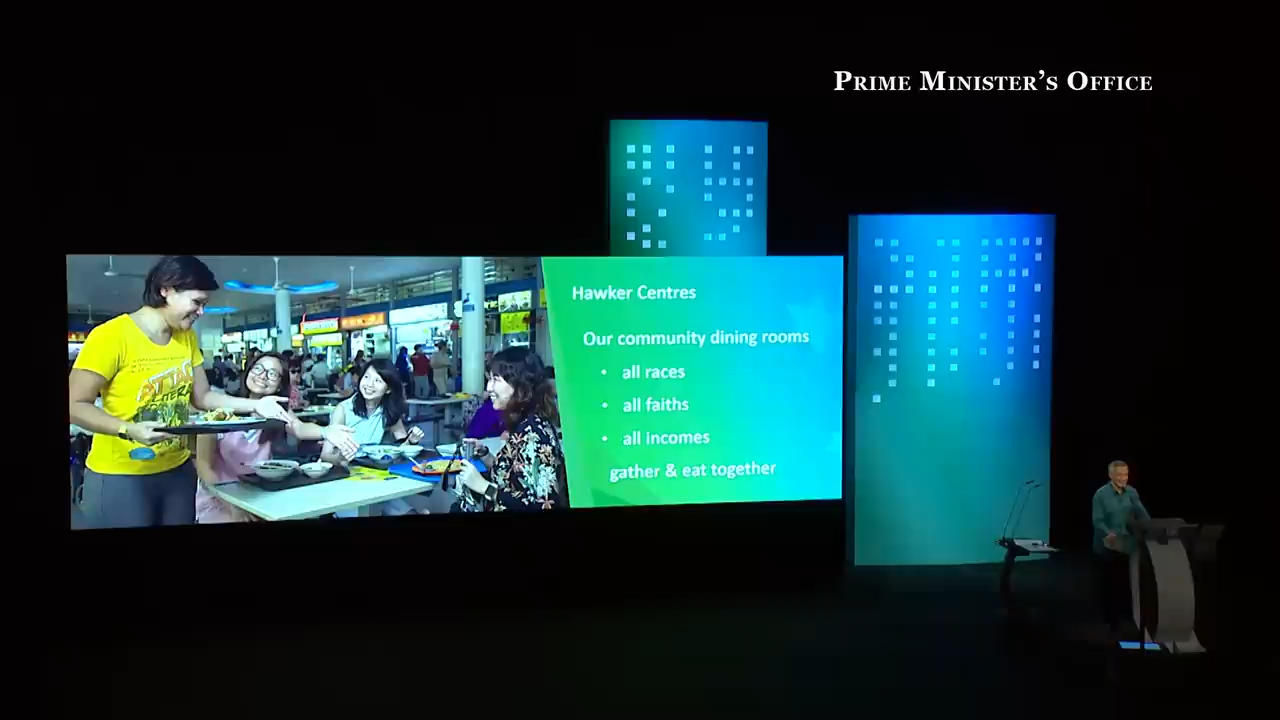 PRIME MINISTER'S OFFICE
Hawker Centres
Our community dining rooms
• all races
• all faiths
• all incomes
gather & eat together